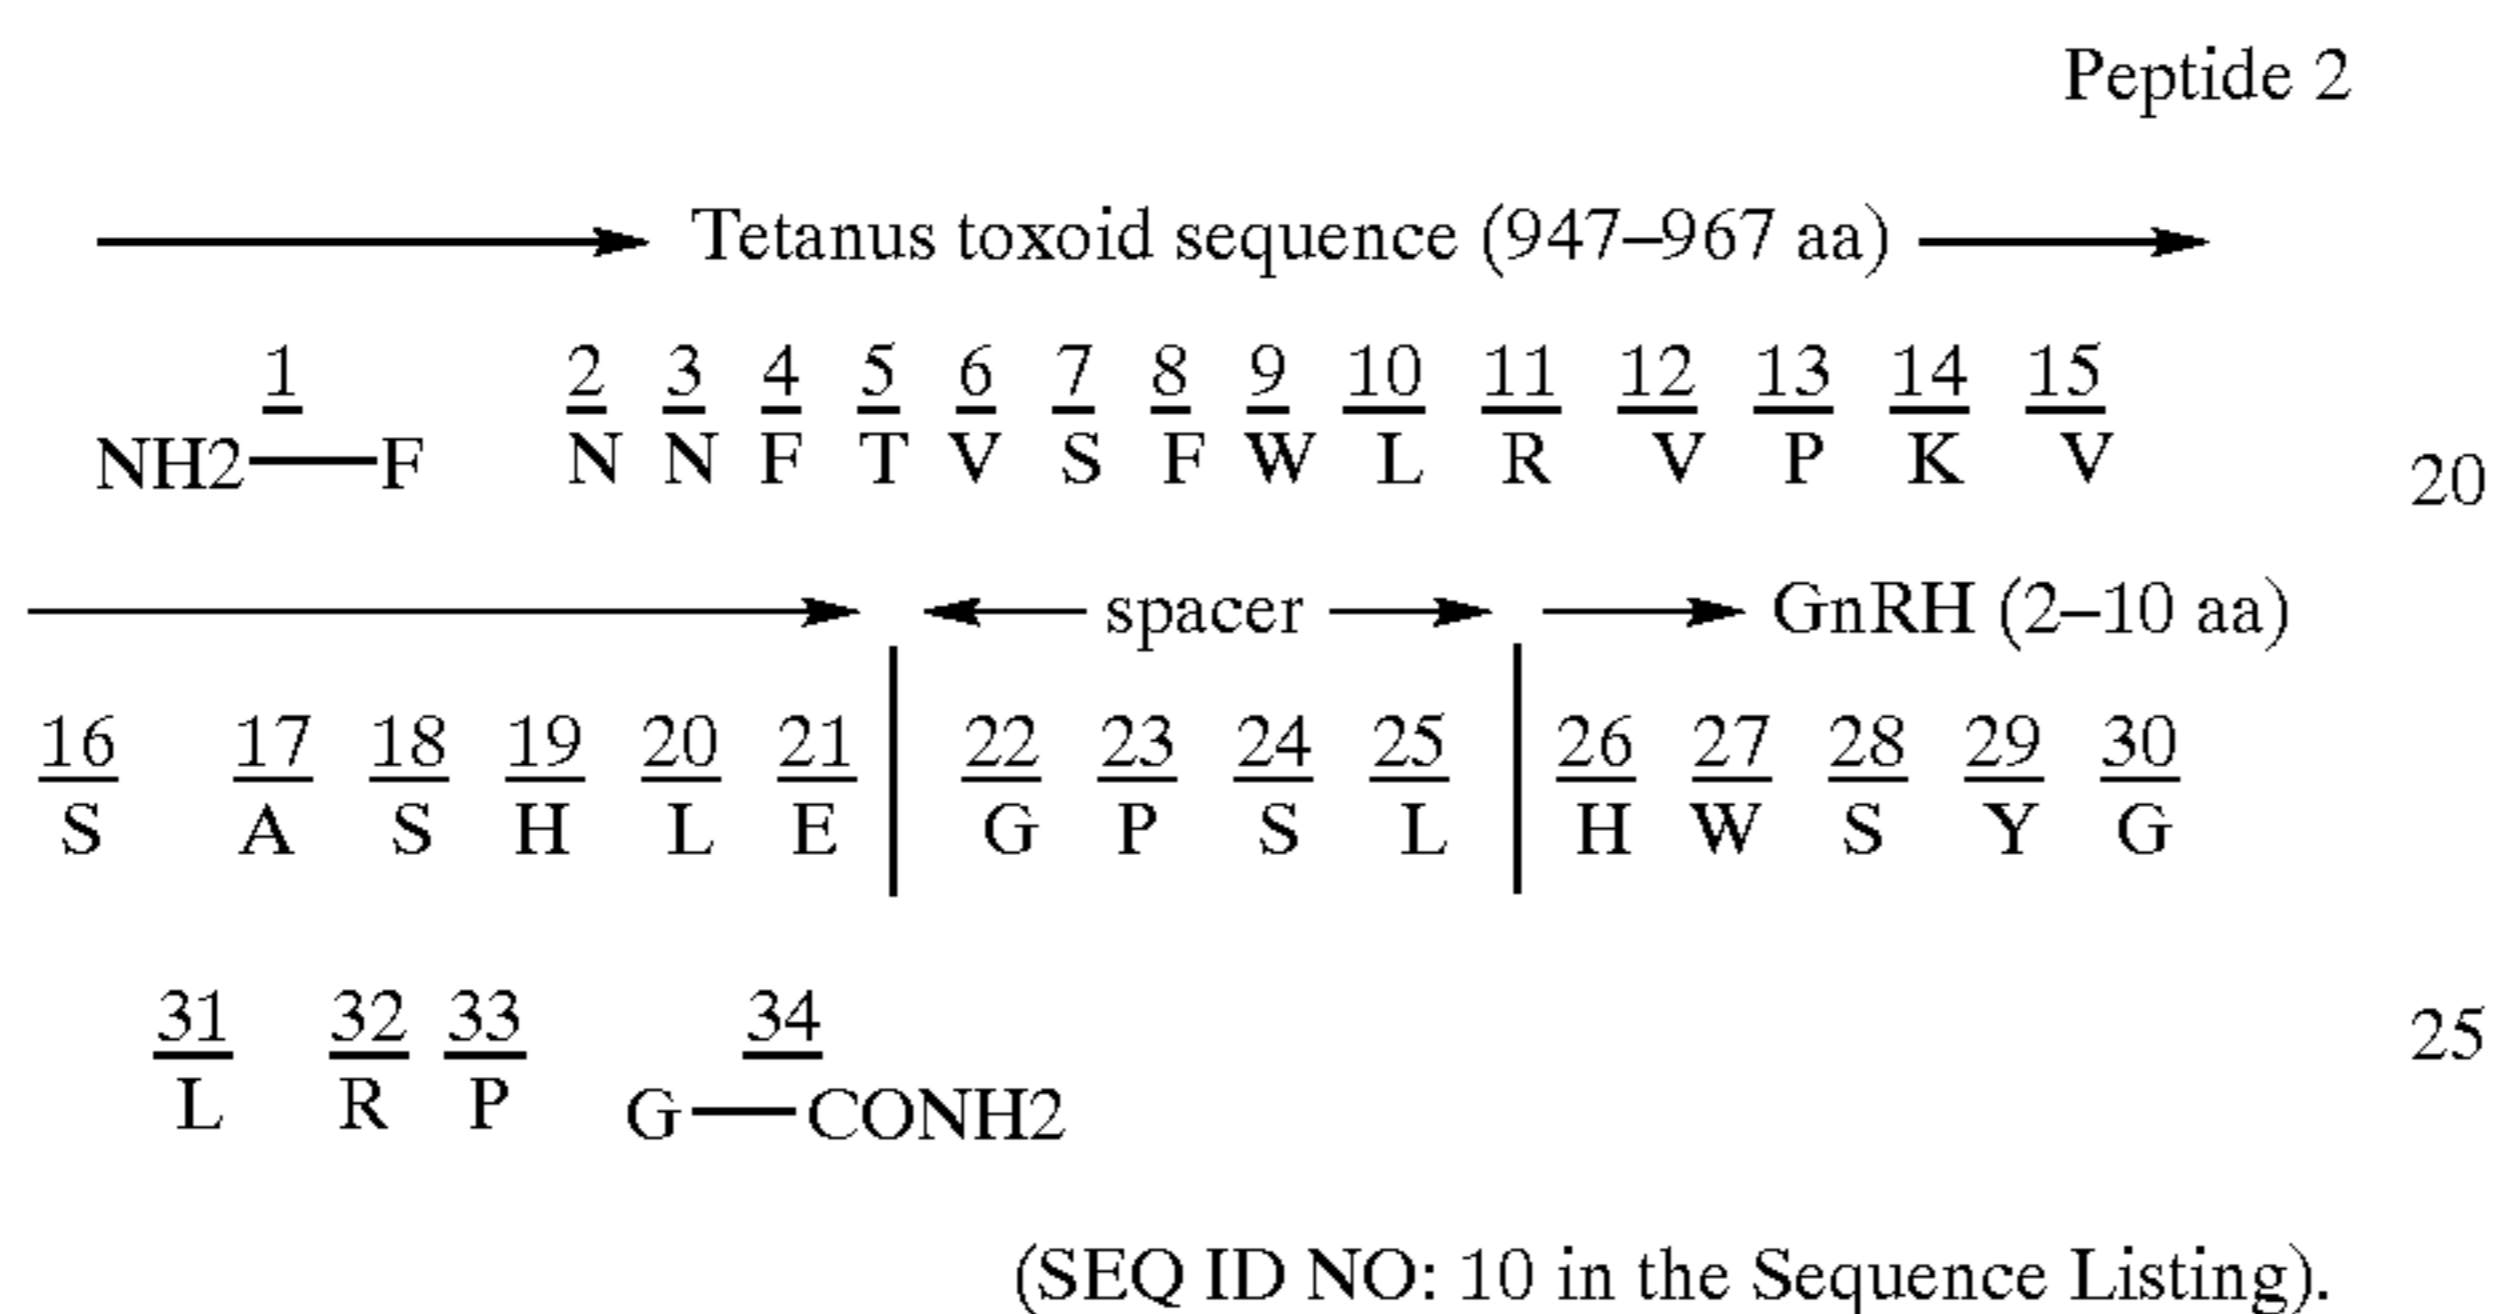 Peptide 2
Tetanus toxoid sequence (947–967 aa)
1 2 3 4 5 6 7 8 9 10 11 12 13 14 15
NH2—F N N F T V S F W L R V P K V 20
spacer GnRH (2–10 aa)
16 17 18 19 20 21 22 23 24 25 26 27 28 29 30
S A S H L E G P S L H W S Y G
31 32 33 34 25
L R P G—CONH2
(SEQ ID NO: 10 in the Sequence Listing).